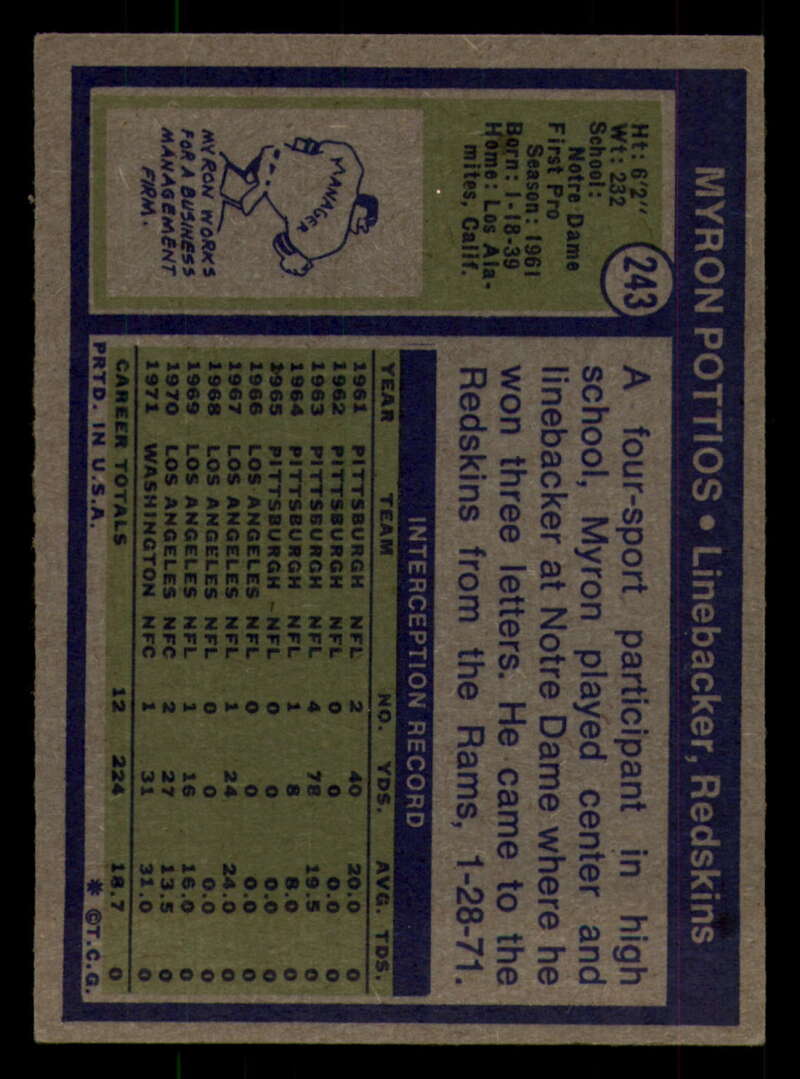 MYRON POTTIOS • Linebacker, Redskins
243
Ht: 6'2"
Wt: 232
School:
Notre Dame
First Pro
Season: 1961
Born: 1-18-39
Home: Los Ala-
mites, Calif.
MANAGER
MYRON WORKS
FOR A BUSINESS
MANAGEMENT
FIRM.
A four-sport participant in high
school, Myron played center and
linebacker at Notre Dame where he
won three letters. He came to the
Redskins from the Rams, 1-28-71.
INTERCEPTION RECORD
YEAR TEAM NO. YDS. AVG. TDS.
1961 PITTSBURGH NFL 2 40 20.0 0
1962 PITTSBURGH NFL 0 0 0.0 0
1963 PITTSBURGH NFL 4 78 19.5 0
1964 PITTSBURGH NFL 1 8 8.0 0
1965 PITTSBURGH NFL 0 0 0.0 0
1966 LOS ANGELES NFL 0 0 0.0 0
1967 LOS ANGELES NFL 1 24 24.0 0
1968 LOS ANGELES NFL 0 0 0.0 0
1969 LOS ANGELES NFL 1 16 16.0 0
1970 LOS ANGELES NFC 2 27 13.5 0
1971 WASHINGTON NFC 1 31 31.0 0
CAREER TOTALS 12 224 18.7 0
PRTD. IN U.S.A. * ©T.C.G.